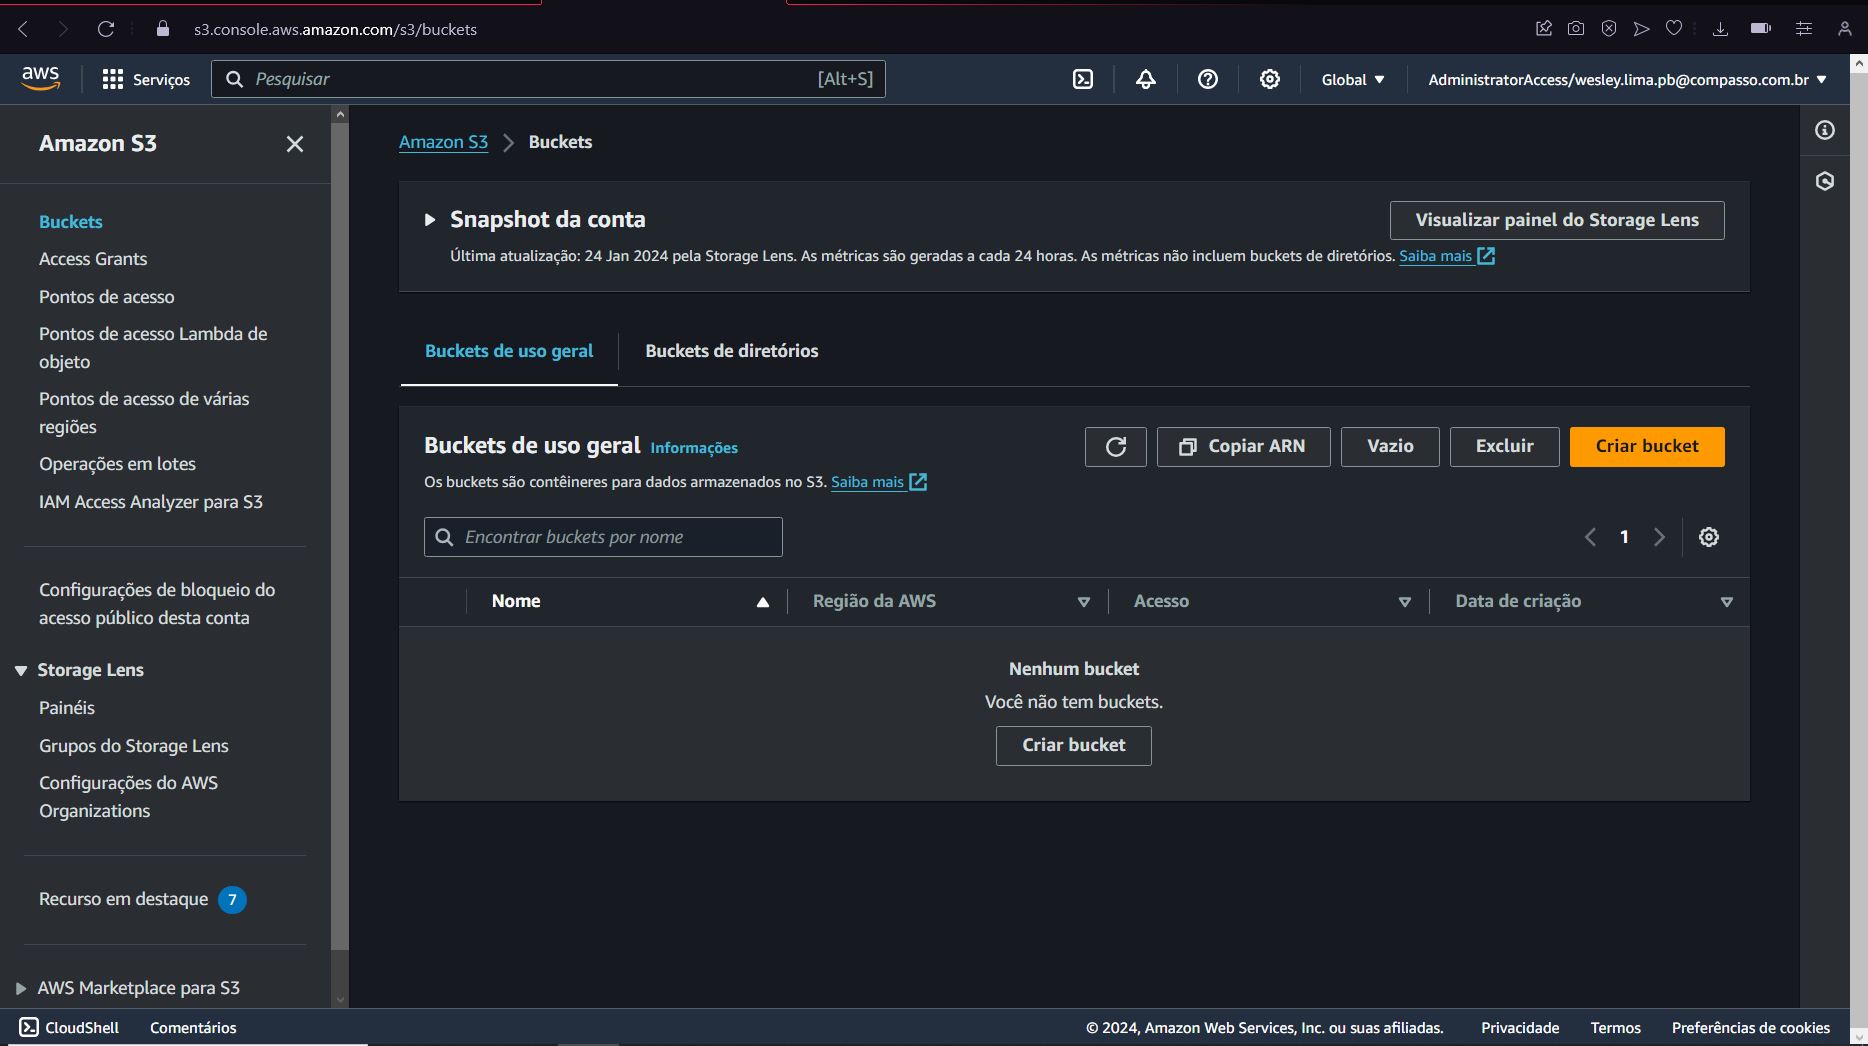 s3.console.aws.amazon.com/s3/buckets
aws
Serviços
Pesquisar
[Alt+S]
Global
AdministratorAccess/wesley.lima.pb@compasso.com.br
Amazon S3
Buckets
Access Grants
Pontos de acesso
Pontos de acesso Lambda de
objeto
Pontos de acesso de várias
regiões
Operações em lotes
IAM Access Analyzer para S3
Configurações de bloqueio do
acesso público desta conta
Storage Lens
Painéis
Grupos do Storage Lens
Configurações do AWS
Organizations
Recurso em destaque 7
AWS Marketplace para S3
Amazon S3 > Buckets
Snapshot da conta
Visualizar painel do Storage Lens
Última atualização: 24 Jan 2024 pela Storage Lens. As métricas são geradas a cada 24 horas. As métricas não incluem buckets de diretórios. Saiba mais
Buckets de uso geral
Buckets de diretórios
Buckets de uso geral Informações
Copiar ARN
Vazio
Excluir
Criar bucket
Os buckets são contêineres para dados armazenados no S3. Saiba mais
Encontrar buckets por nome
1
Nome
Região da AWS
Acesso
Data de criação
Nenhum bucket
Você não tem buckets.
Criar bucket
CloudShell
Comentários
© 2024, Amazon Web Services, Inc. ou suas afiliadas.
Privacidade
Termos
Preferências de cookies